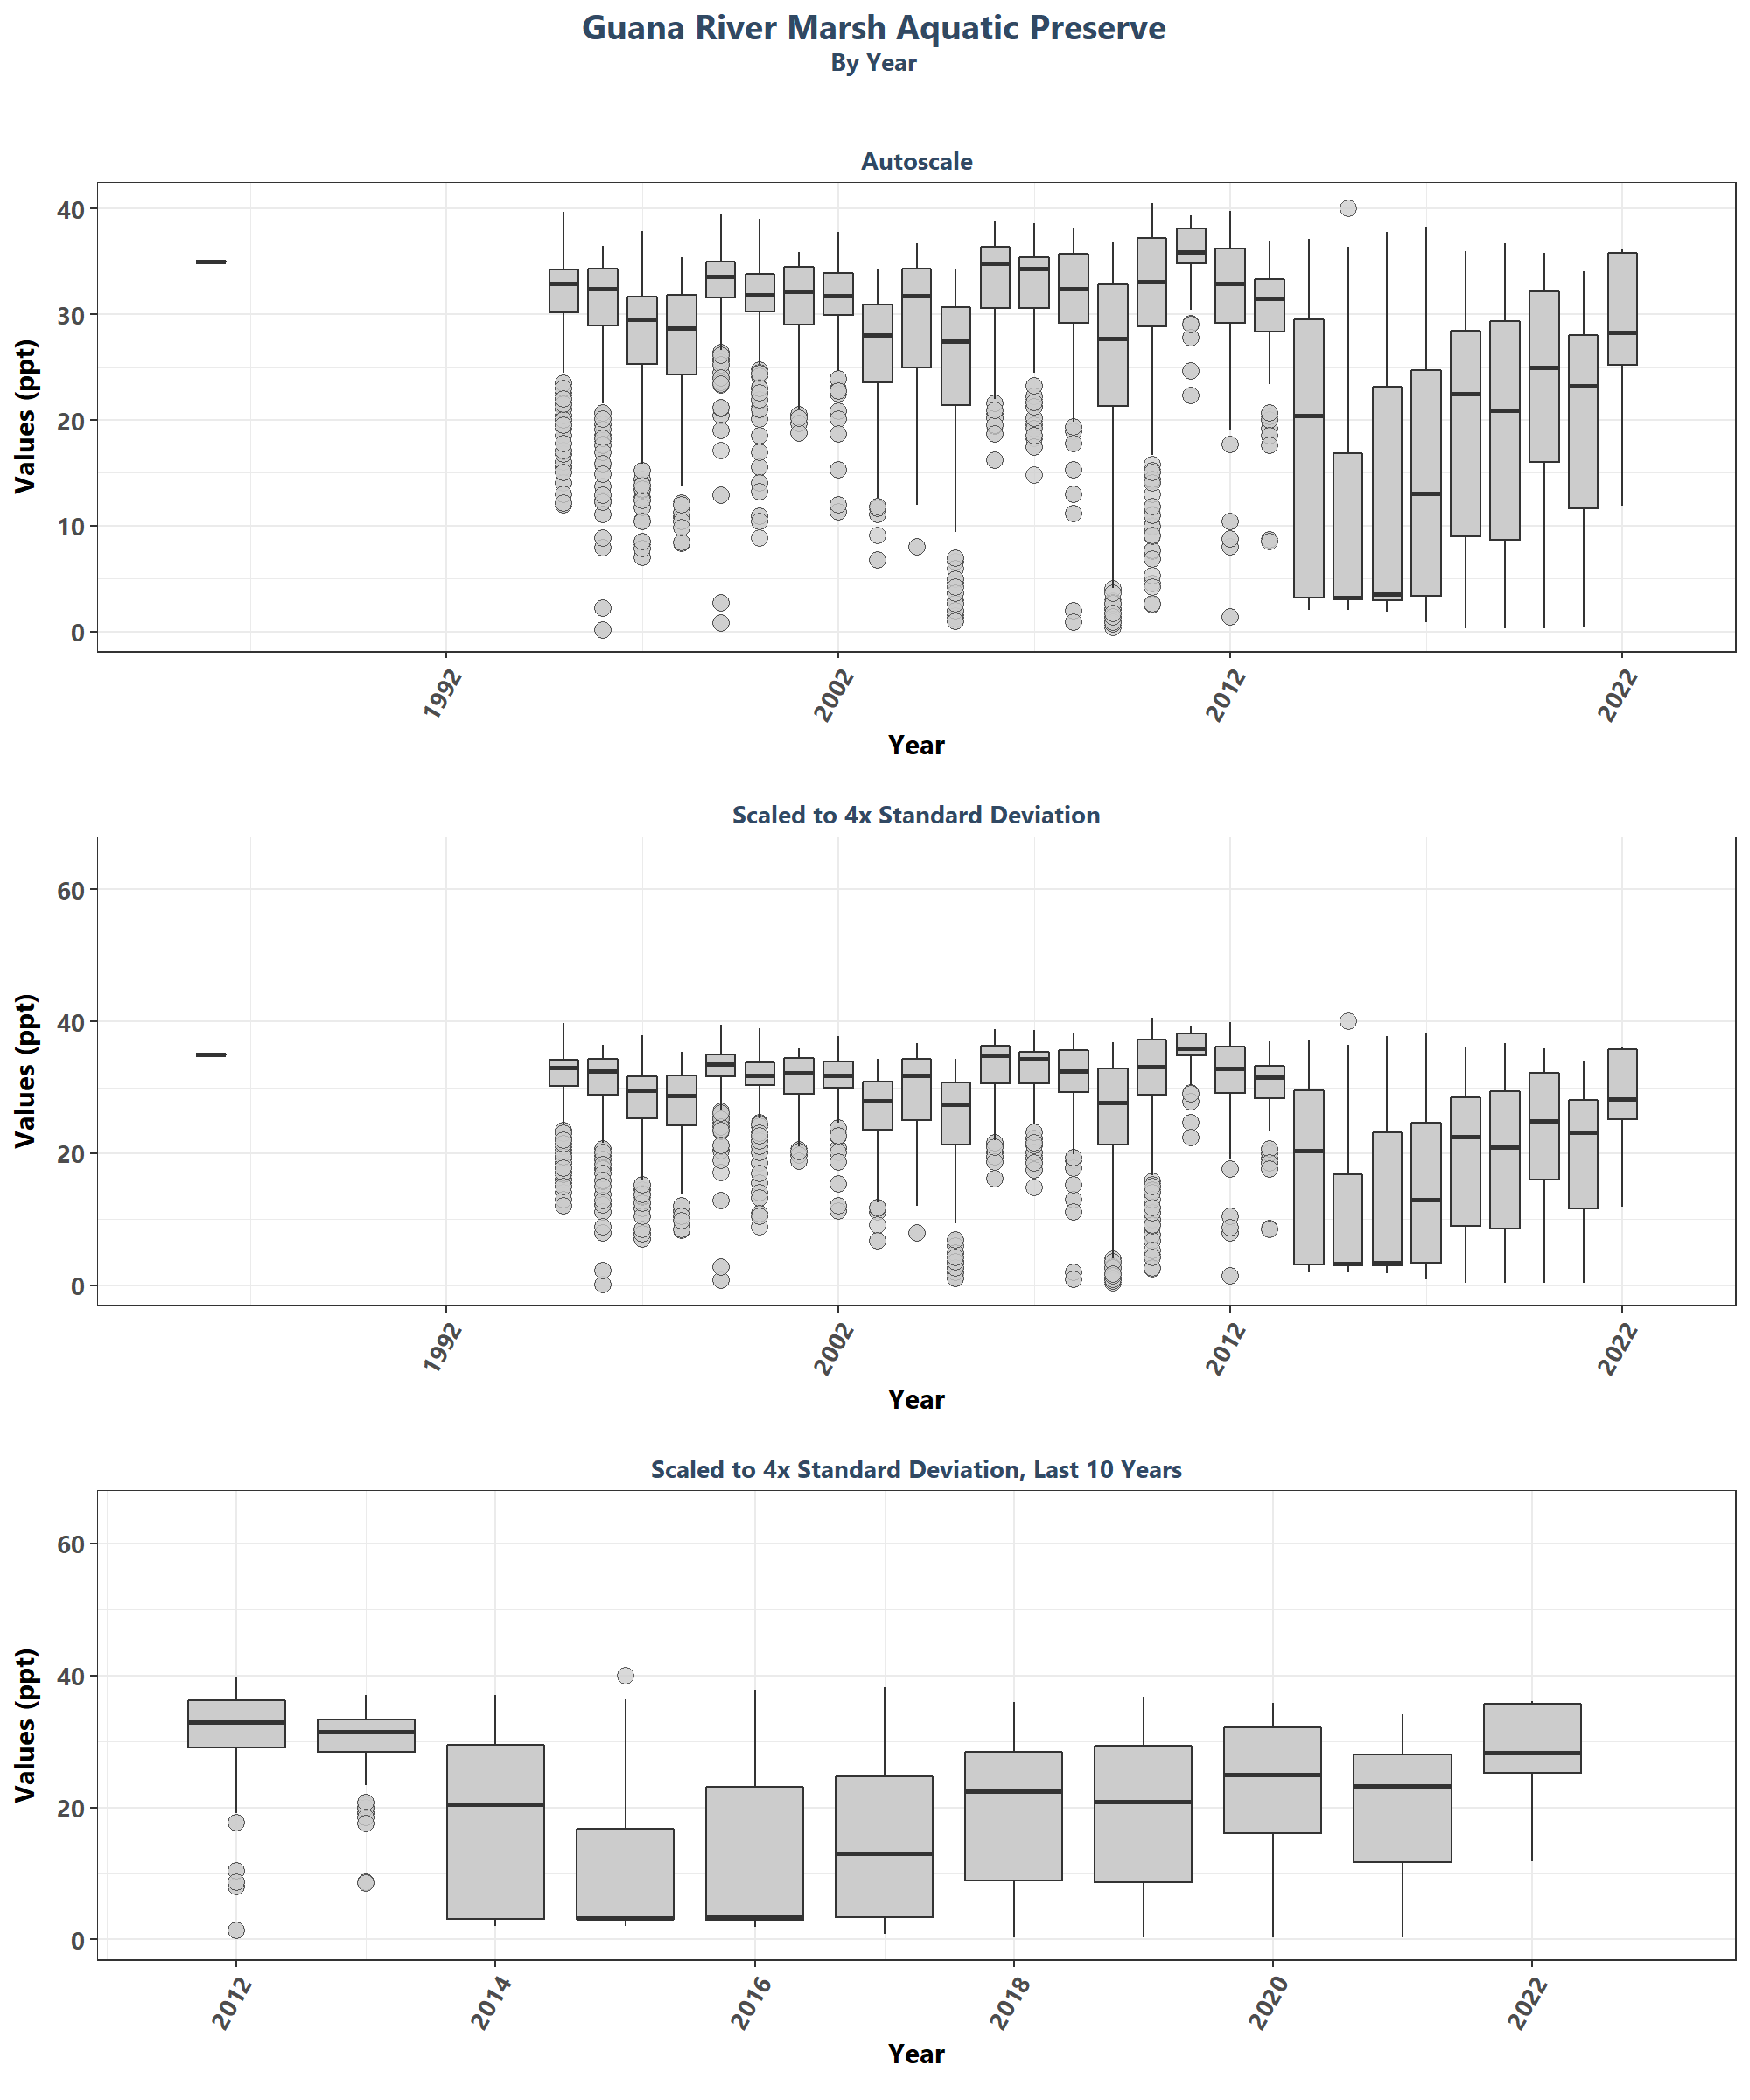 Guana River Marsh Aquatic Preserve
By Year
Autoscale
Values (ppt)
40
30
20
10
0
1992
2002
2012
2022
Year
Scaled to 4x Standard Deviation
Values (ppt)
60
40
20
0
1992
2002
2012
2022
Year
Scaled to 4x Standard Deviation, Last 10 Years
Values (ppt)
60
40
20
0
2012
2014
2016
2018
2020
2022
Year